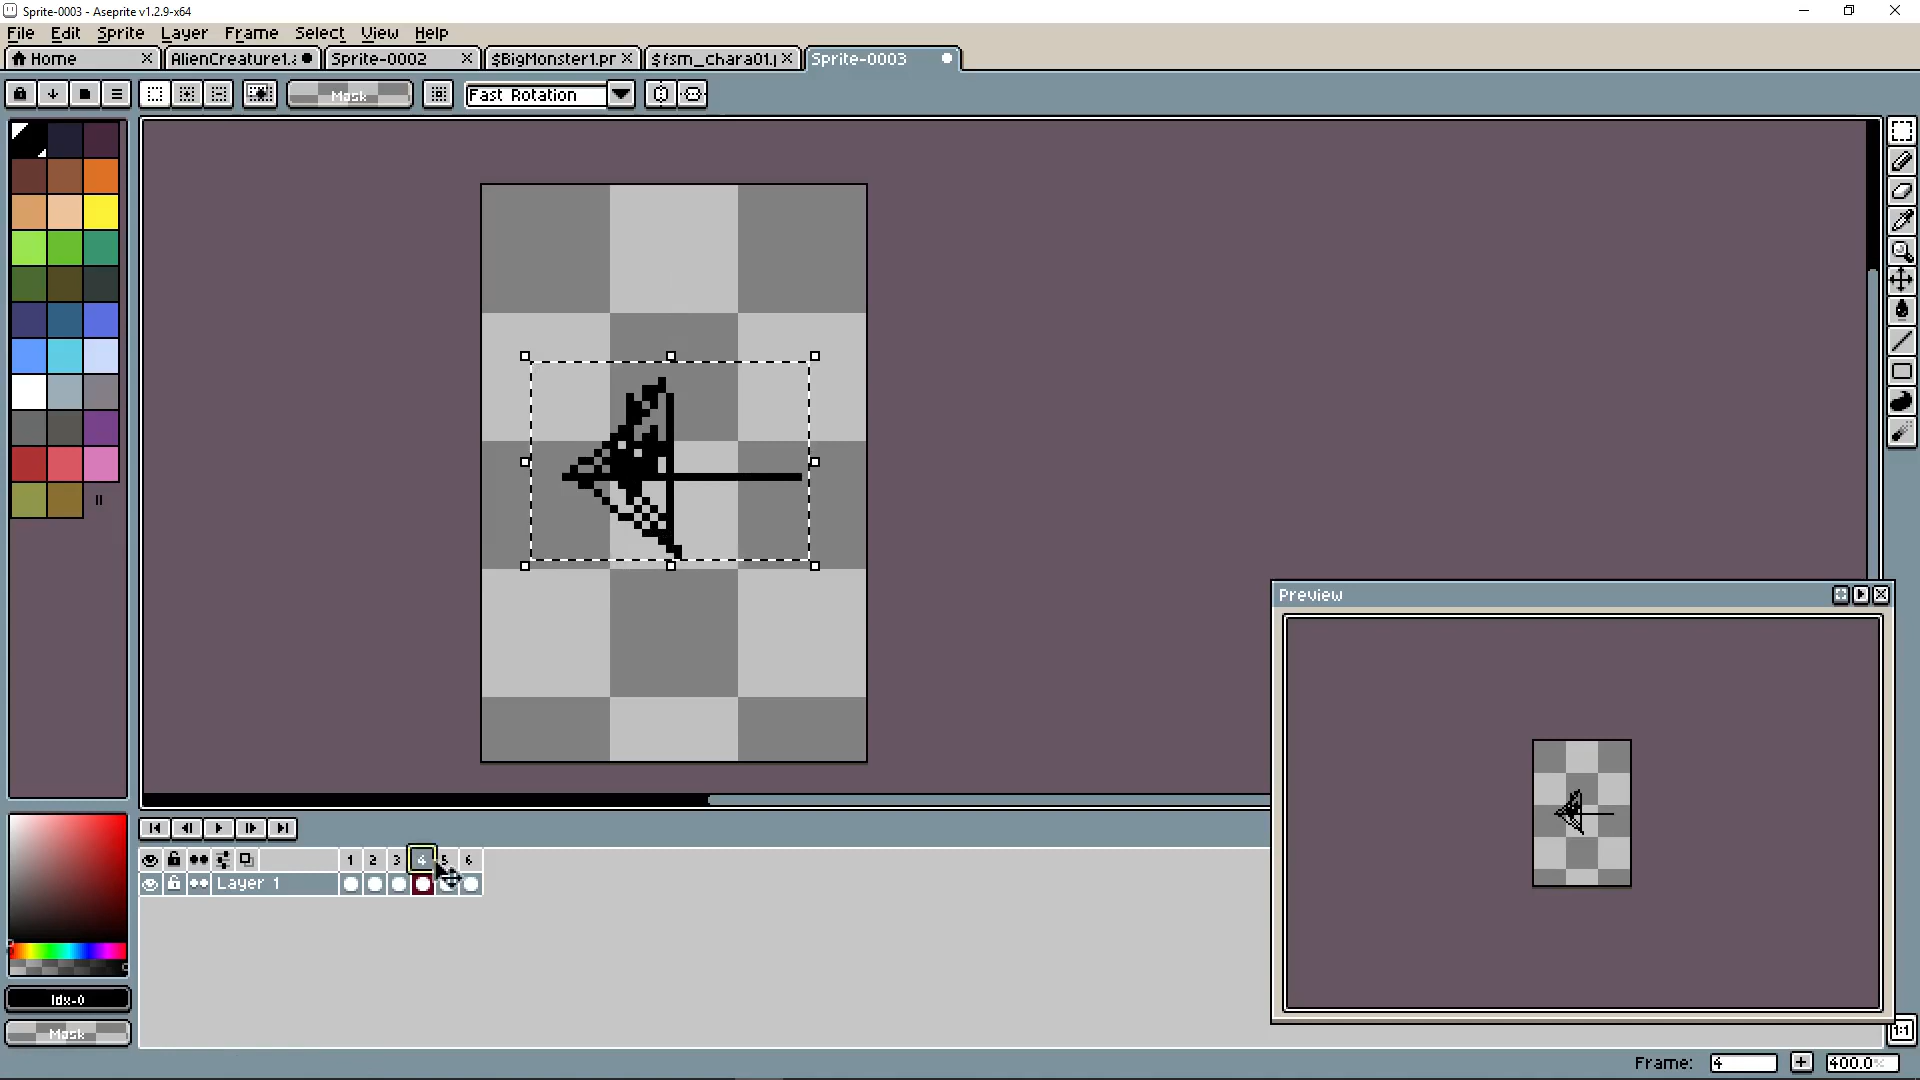 Sprite-0003 - Aseprite v1.2.9-x64
File Edit Sprite Layer Frame Select View Help
Home AlienCreature1.: Sprite-0002 $BigMonster1.pr $fsm_chara01.p Sprite-0003
Mask Fast Rotation
Preview
1 2 3 4 5 6
Layer 1
Idx-0
Mask
1:1
Frame: 4 + 400.0%